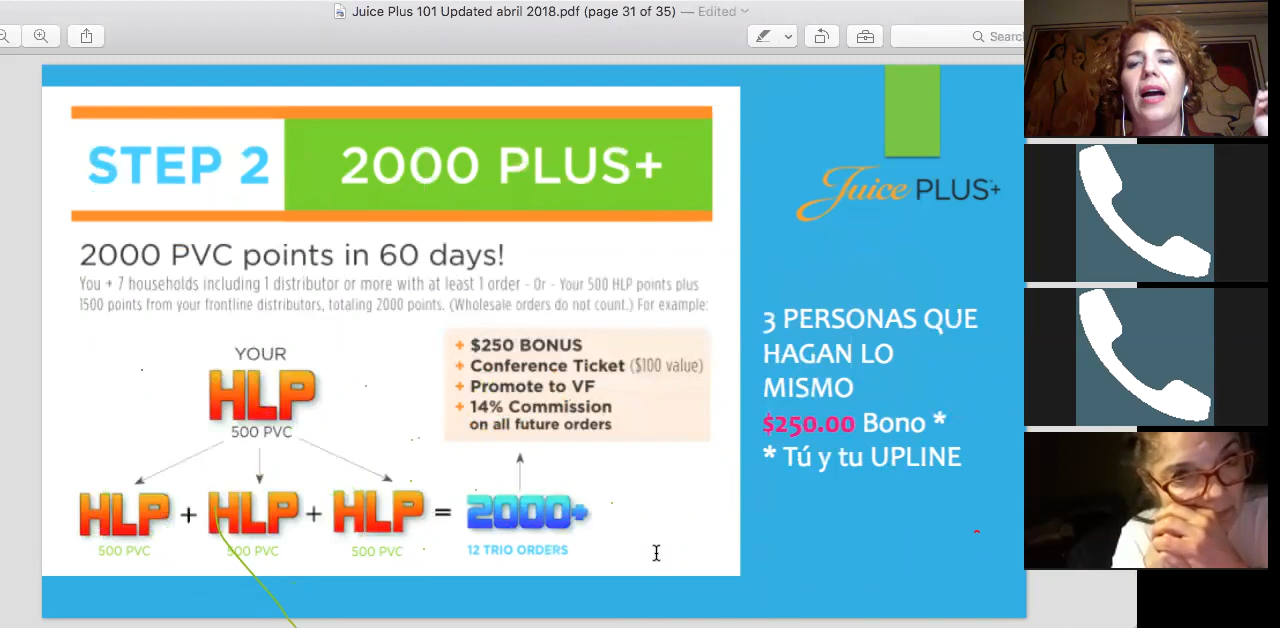 Juice Plus 101 Updated abril 2018.pdf (page 31 of 35) — Edited
Search
STEP 2 2000 PLUS+
2000 PVC points in 60 days!
You + 7 households including 1 distributor or more with at least 1 order - Or - Your 500 HLP points plus
1500 points from your frontline distributors, totaling 2000 points. (Wholesale orders do not count.) For example:
YOUR
HLP
500 PVC
+ $250 BONUS
+ Conference Ticket ($100 value)
+ Promote to VF
+ 14% Commission
on all future orders
HLP + HLP + HLP = 2000+
500 PVC 500 PVC 500 PVC 12 TRIO ORDERS
Juice PLUS+
3 PERSONAS QUE
HAGAN LO
MISMO
$250.00 Bono *
* Tú y tu UPLINE